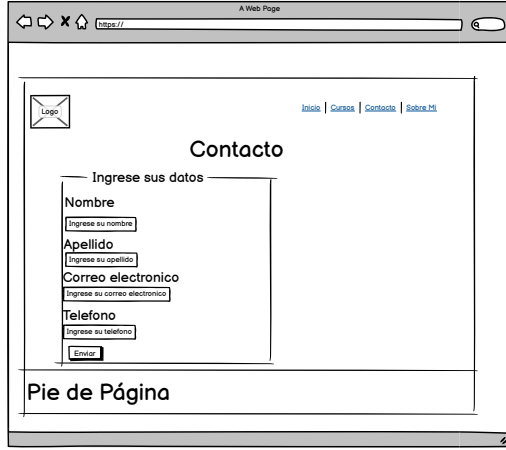 A Web Page
https://
Logo
Inicio | Cursos | Contacto | Sobre Mi
Contacto
Ingrese sus datos
Nombre
Ingrese su nombre
Apellido
Ingrese su apellido
Correo electronico
Ingrese su correo electronico
Telefono
Ingrese su telefono
Enviar
Pie de Página